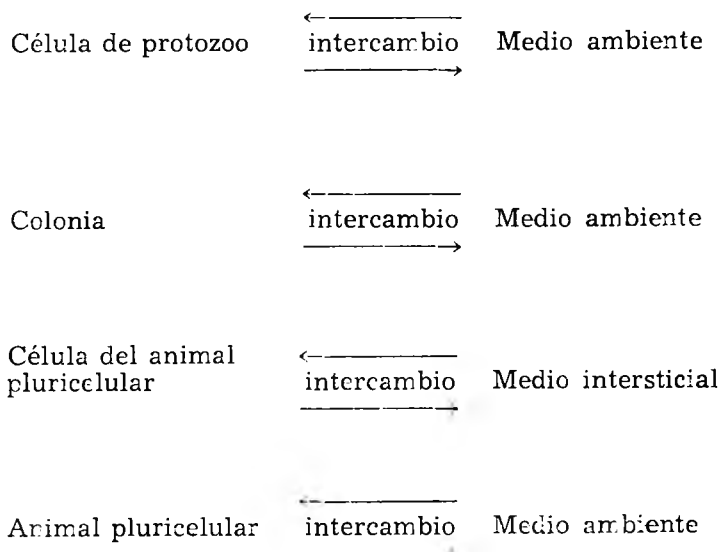 Célula de protozoo intercambio Medio ambiente
Colonia intercambio Medio ambiente
Célula del animal
pluricelular intercambio Medio intersticial
Animal pluricelular intercambio Medio ambiente